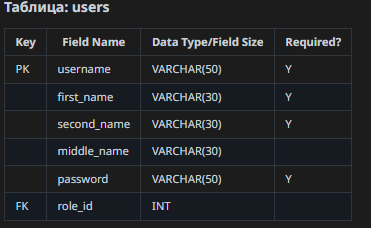 Таблица: users
Key Field Name Data Type/Field Size Required?
PK username VARCHAR(50) Y
first_name VARCHAR(30) Y
second_name VARCHAR(30) Y
middle_name VARCHAR(30)
password VARCHAR(50) Y
FK role_id INT